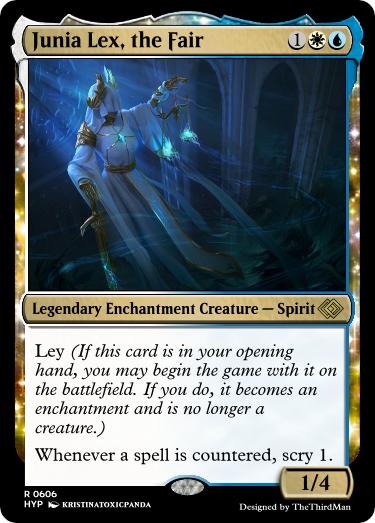 Junia Lex, the Fair 1
Legendary Enchantment Creature — Spirit
Ley (If this card is in your opening
hand, you may begin the game with it on
the battlefield. If you do, it becomes an
enchantment and is no longer a
creature.)
Whenever a spell is countered, scry 1.
1/4
R 0606
HYP KRISTINATOXICPANDA
Designed by TheThirdMan